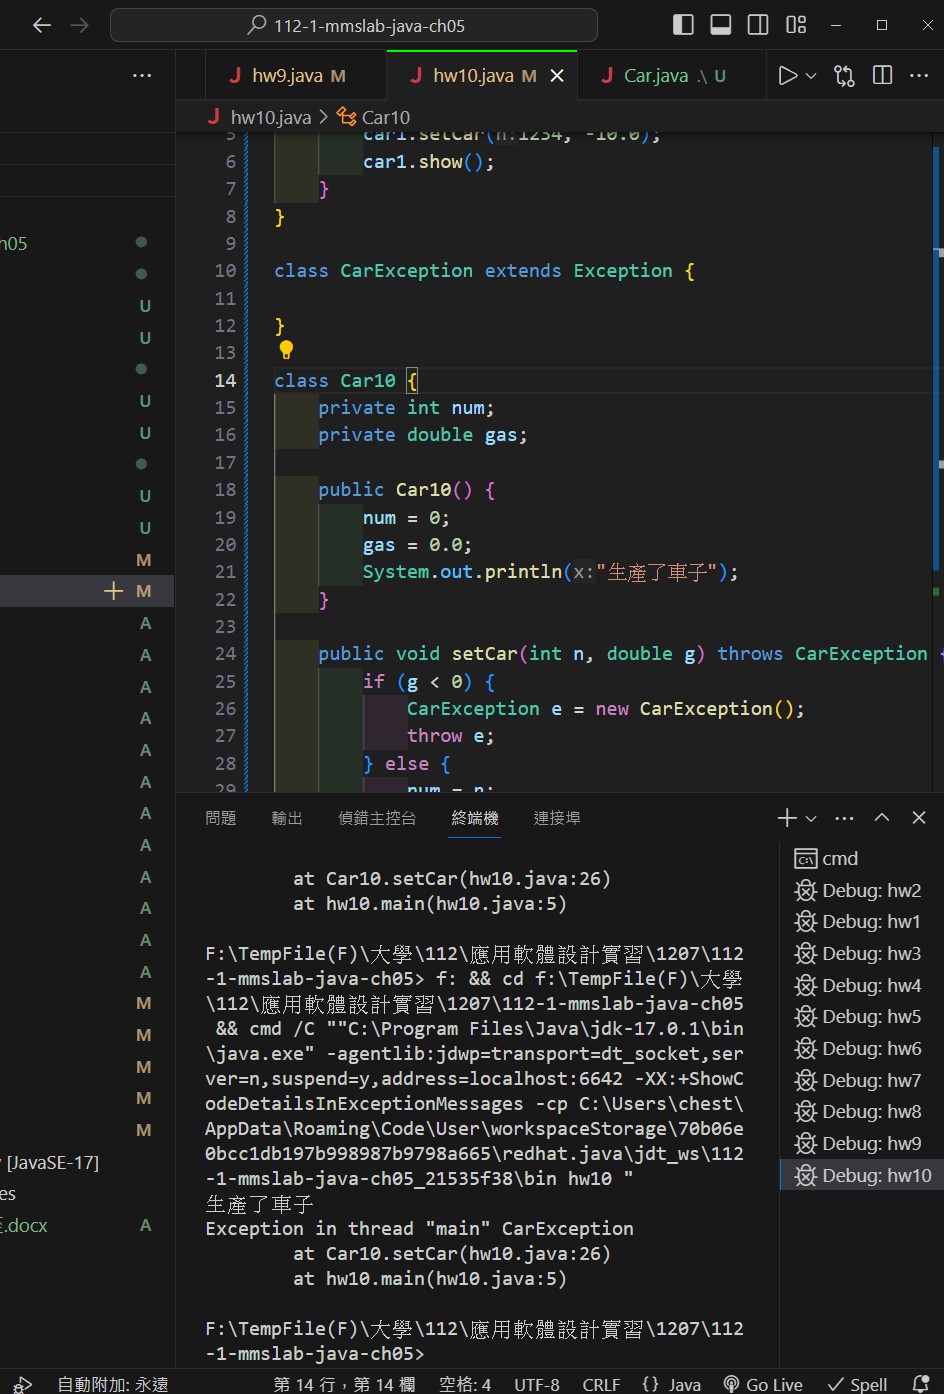 112-1-mmslab-java-ch05
hw9.java M
hw10.java M
Car.java .\ U
hw10.java > Car10
5 car1.setCar(n:1234, -10.0);
6 car1.show();
7 }
8 }
9
10 class CarException extends Exception {
11
12 }
13
14 class Car10 {
15 private int num;
16 private double gas;
17
18 public Car10() {
19 num = 0;
20 gas = 0.0;
21 System.out.println(x:"生產了車子");
22 }
23
24 public void setCar(int n, double g) throws CarException {
25 if (g < 0) {
26 CarException e = new CarException();
27 throw e;
28 } else {
29 num = n;
h05
U
U
U
U
U
U
M
M
A
A
A
A
A
A
A
A
A
A
A
A
M
M
M
M
M
[JavaSE-17]
es
.docx A
問題 輸出 偵錯主控台 終端機 連接埠
at Car10.setCar(hw10.java:26)
at hw10.main(hw10.java:5)
F:\TempFile(F)\大學\112\應用軟體設計實習\1207\112
-1-mmslab-java-ch05> f: && cd f:\TempFile(F)\大學
\112\應用軟體設計實習\1207\112-1-mmslab-java-ch05
&& cmd /C ""C:\Program Files\Java\jdk-17.0.1\bin
\java.exe" -agentlib:jdwp=transport=dt_socket,ser
ver=n,suspend=y,address=localhost:6642 -XX:+ShowC
odeDetailsInExceptionMessages -cp C:\Users\chest\
AppData\Roaming\Code\User\workspaceStorage\70b06e
0bcc1db197b998987b9798a665\redhat.java\jdt_ws\112
-1-mmslab-java-ch05_21535f38\bin hw10 "
生產了車子
Exception in thread "main" CarException
at Car10.setCar(hw10.java:26)
at hw10.main(hw10.java:5)
F:\TempFile(F)\大學\112\應用軟體設計實習\1207\112
-1-mmslab-java-ch05>
cmd
Debug: hw2
Debug: hw1
Debug: hw3
Debug: hw4
Debug: hw5
Debug: hw6
Debug: hw7
Debug: hw8
Debug: hw9
Debug: hw10
自動附加: 永遠 第 14 行，第 14 欄 空格: 4 UTF-8 CRLF {} Java Go Live Spell